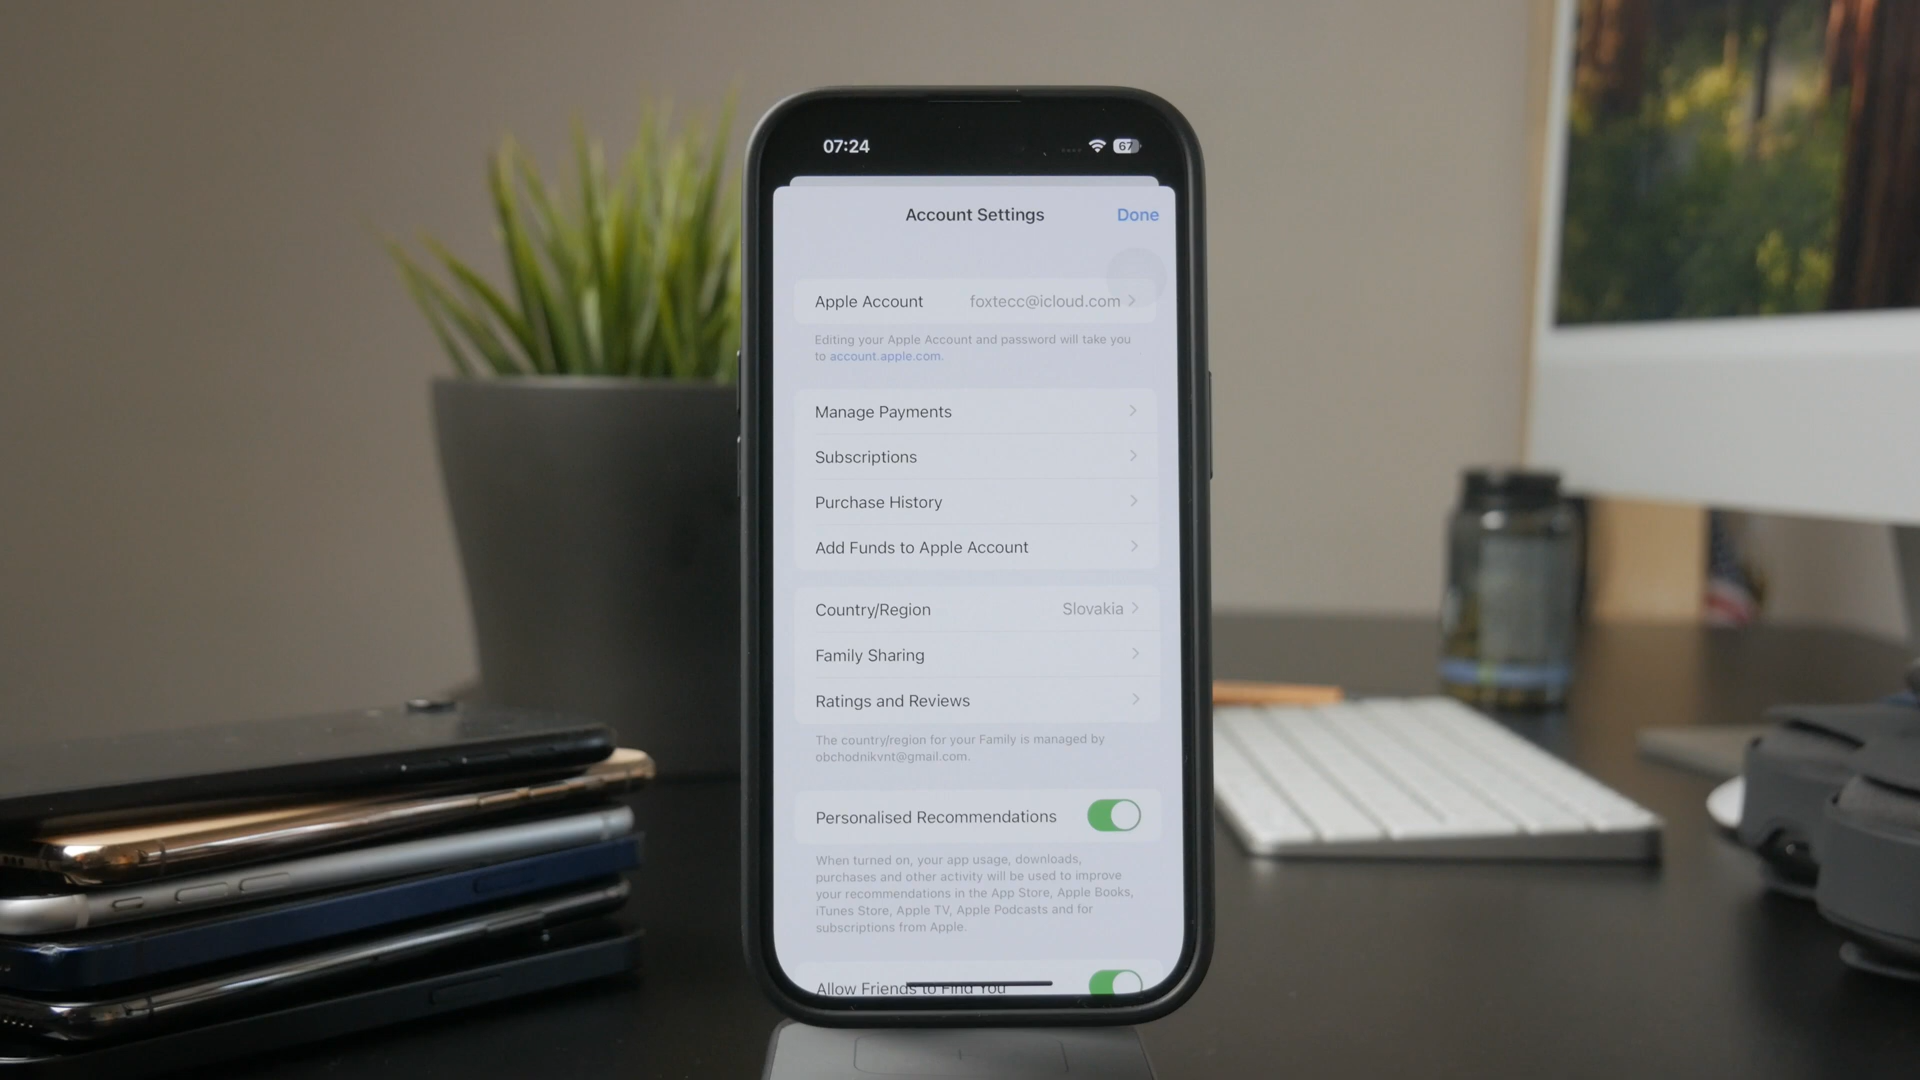 07:24
67
Account Settings
Done
Apple Account
foxtecc@icloud.com
Editing your Apple Account and password will take you
to account.apple.com.
Manage Payments
Subscriptions
Purchase History
Add Funds to Apple Account
Country/Region
Slovakia
Family Sharing
Ratings and Reviews
The country/region for your Family is managed by
obchodnikvnt@gmail.com.
Personalised Recommendations
When turned on, your app usage, downloads,
purchases and other activity will be used to improve
your recommendations in the App Store, Apple Books,
iTunes Store, Apple TV, Apple Podcasts and for
subscriptions from Apple.
Allow Friends to Find You